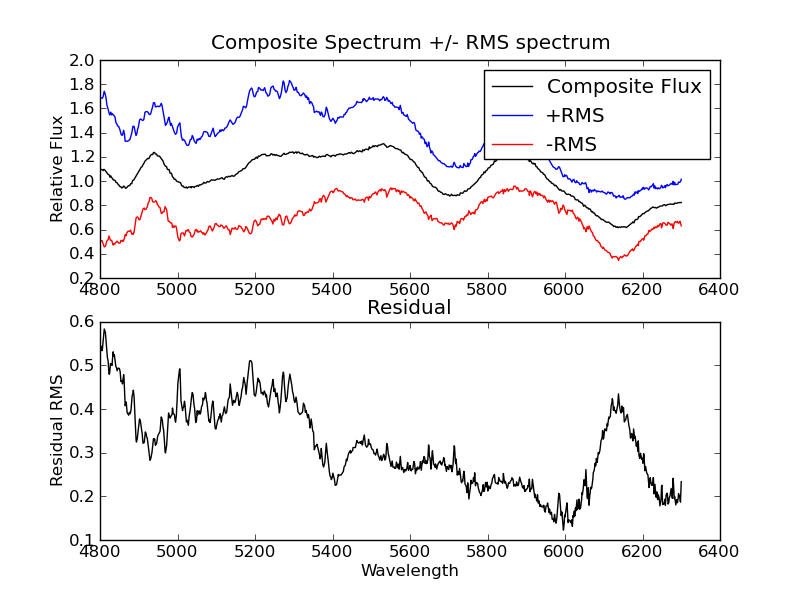 Composite Spectrum +/- RMS spectrum
Relative Flux
2.0
1.8
1.6
1.4
1.2
1.0
0.8
0.6
0.4
0.2
Composite Flux
+RMS
-RMS
4800 5000 5200 5400 5600 5800 6000 6200 6400
Residual
Residual RMS
0.6
0.5
0.4
0.3
0.2
0.1
4800 5000 5200 5400 5600 5800 6000 6200 6400
Wavelength